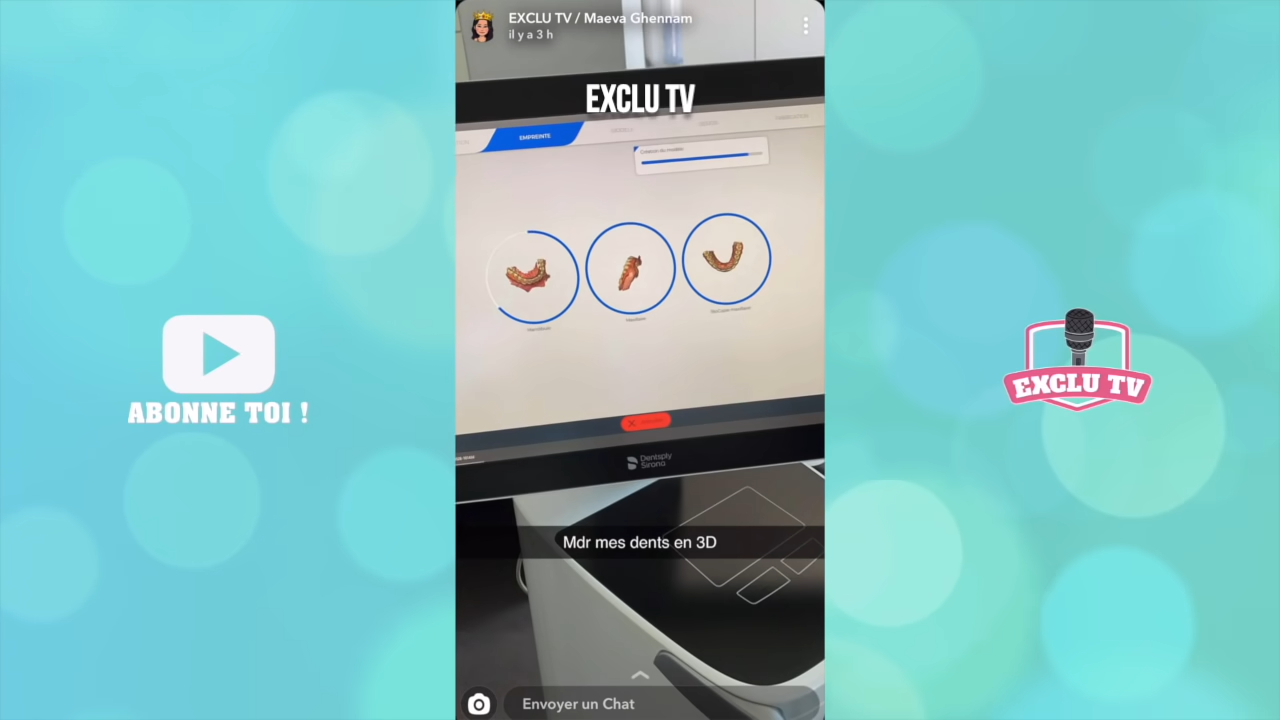 EXCLU TV / Maeva Ghennam
il y a 3 h
EXCLU TV
EMPREINTE
Dentsply
Sirona
ABONNE TOI !
EXCLU TV
Mdr mes dents en 3D
Envoyer un Chat